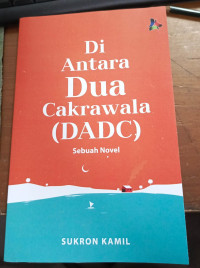 Di
Antara
Dua
Cakrawala
(DADC)
Sebuah Novel
SUKRON KAMIL